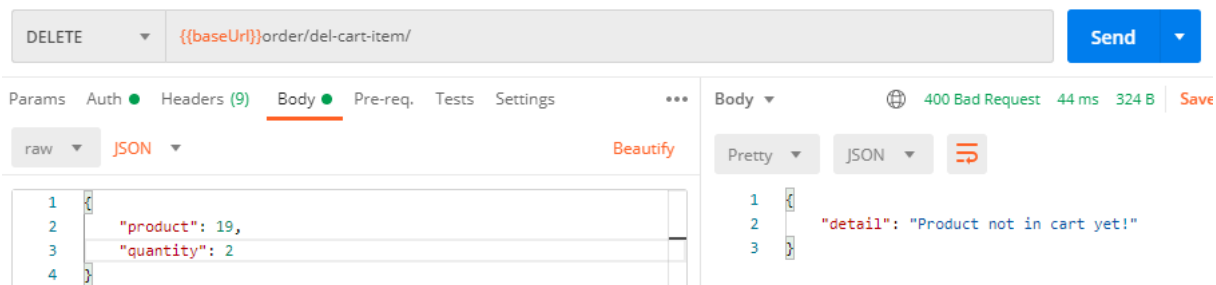 DELETE {{baseUrl}}order/del-cart-item/ Send
Params Auth Headers (9) Body Pre-req. Tests Settings ••• Body 400 Bad Request 44 ms 324 B Save
raw JSON Beautify Pretty JSON
1 {
2 "product": 19,
3 "quantity": 2
4 }
1 {
2 "detail": "Product not in cart yet!"
3 }